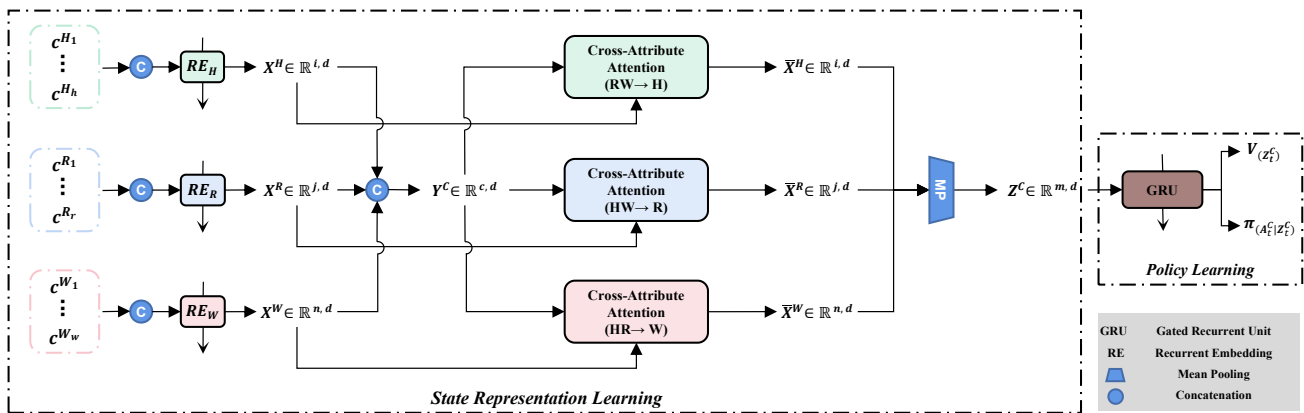 c^{H_1}
⋮
c^{H_h}
C
RE_H
X^H ∈ ℝ^{i, d}
Cross-Attribute
Attention
(RW→ H)
X̅^H ∈ ℝ^{i, d}
c^{R_1}
⋮
c^{R_r}
C
RE_R
X^R ∈ ℝ^{j, d}
C
Y^C ∈ ℝ^{c, d}
Cross-Attribute
Attention
(HW→ R)
X̅^R ∈ ℝ^{j, d}
MP
Z^C ∈ ℝ^{m, d}
c^{W_1}
⋮
c^{W_w}
C
RE_W
X^W ∈ ℝ^{n, d}
Cross-Attribute
Attention
(HR→ W)
X̅^W ∈ ℝ^{n, d}
State Representation Learning
GRU
V_{(Z_t^C)}
π_{(A_t^C|Z_t^C)}
Policy Learning
GRU Gated Recurrent Unit
RE Recurrent Embedding
Mean Pooling
Concatenation